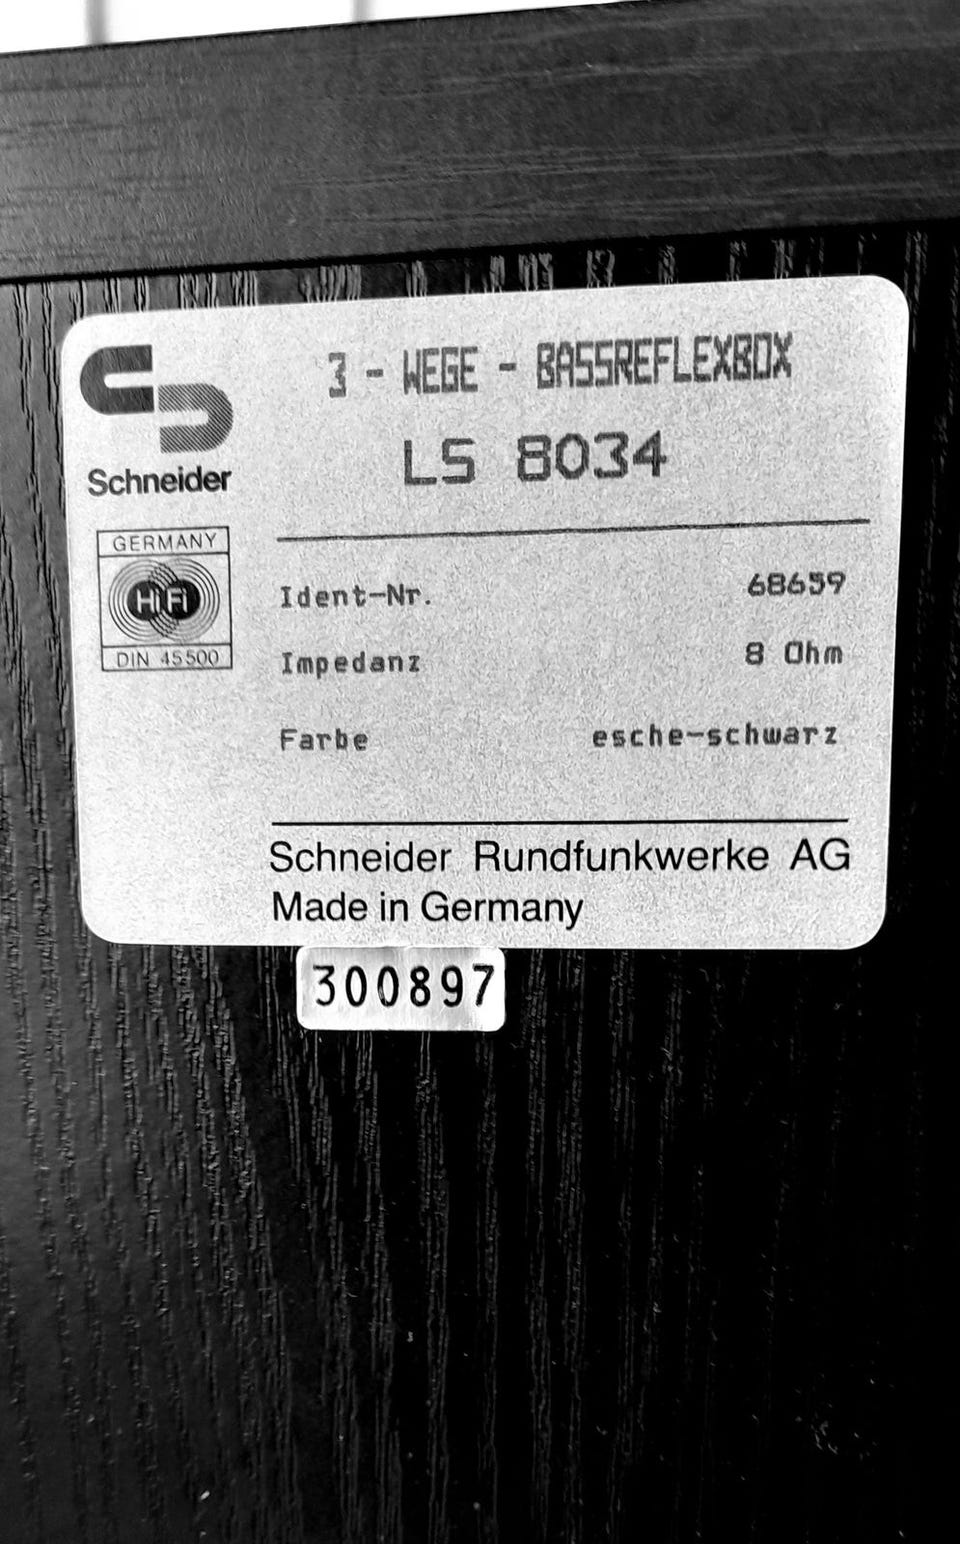 3 - WEGE - BASSREFLEXBOX
LS 8034
Schneider
GERMANY
HiFi
DIN 45500
Ident-Nr. 68659
Impedanz 8 Ohm
Farbe esche-schwarz
Schneider Rundfunkwerke AG
Made in Germany
300897